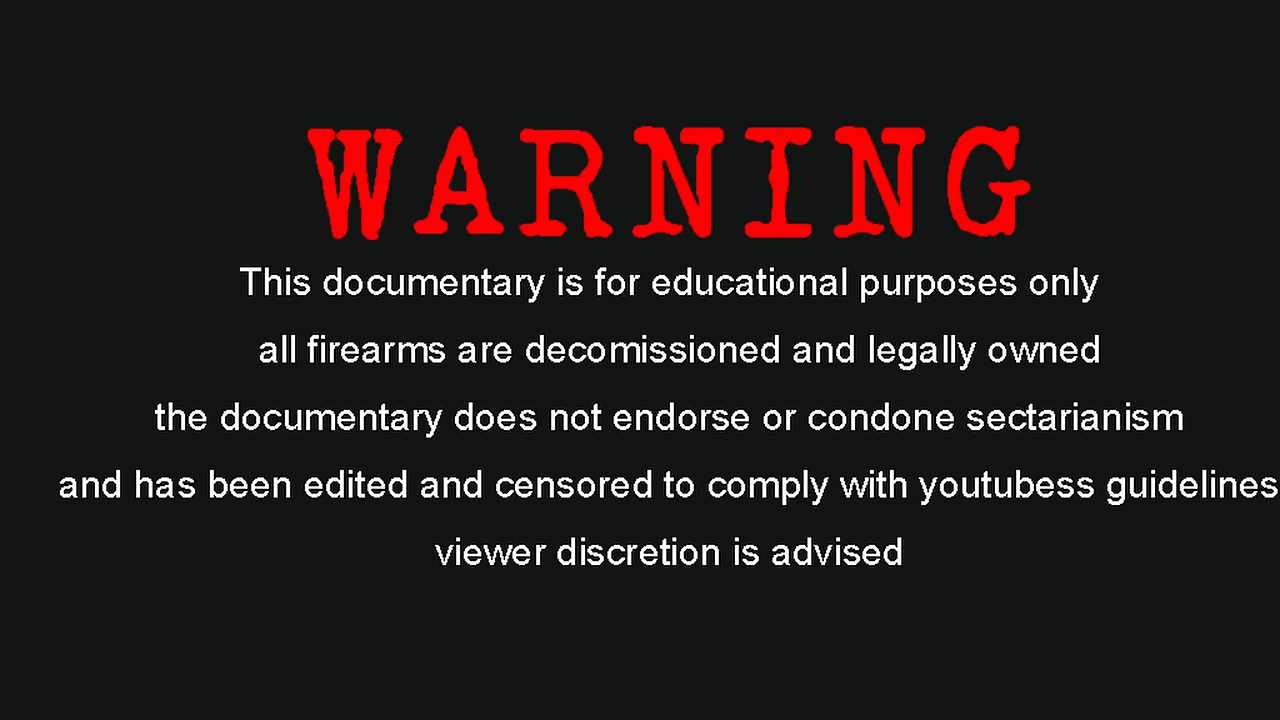 WARNING
This documentary is for educational purposes only
all firearms are decomissioned and legally owned
the documentary does not endorse or condone sectarianism
and has been edited and censored to comply with youtubess guidelines
viewer discretion is advised